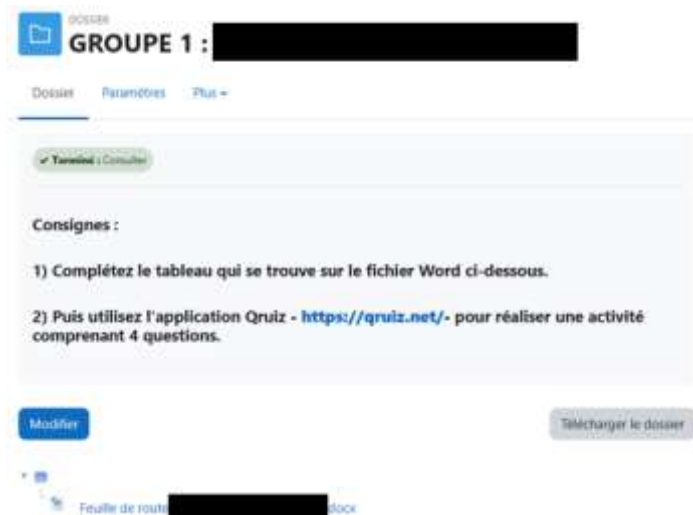 DOSSIER
GROUPE 1 :
Dossier Paramètres Plus
Terminé : Consulter
Consignes :
1) Complétez le tableau qui se trouve sur le fichier Word ci-dessous.
2) Puis utilisez l'application Qruiz - https://qruiz.net/- pour réaliser une activité
comprenant 4 questions.
Modifier Télécharger le dossier
Feuille de route docx